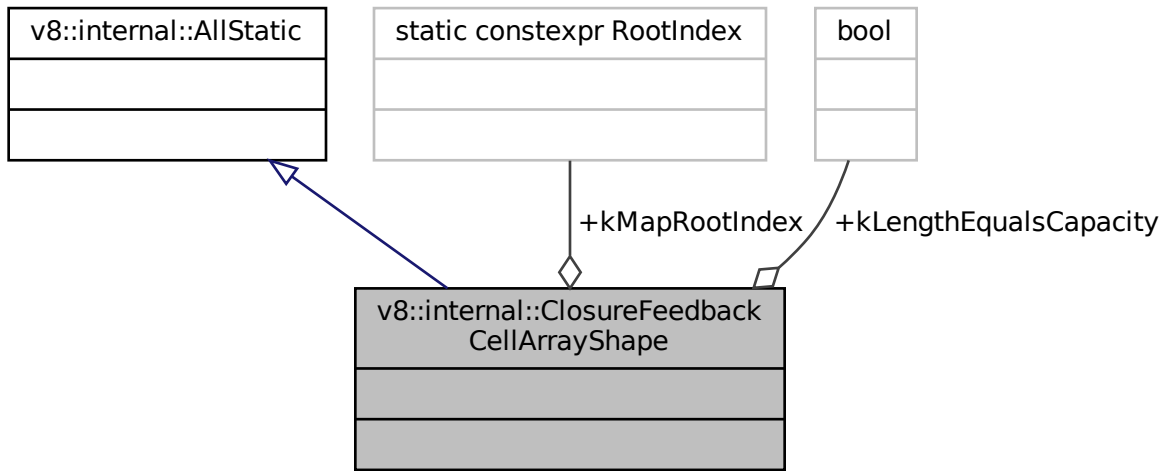 v8::internal::AllStatic
static constexpr RootIndex
bool
+kMapRootIndex
+kLengthEqualsCapacity
v8::internal::ClosureFeedback
CellArrayShape